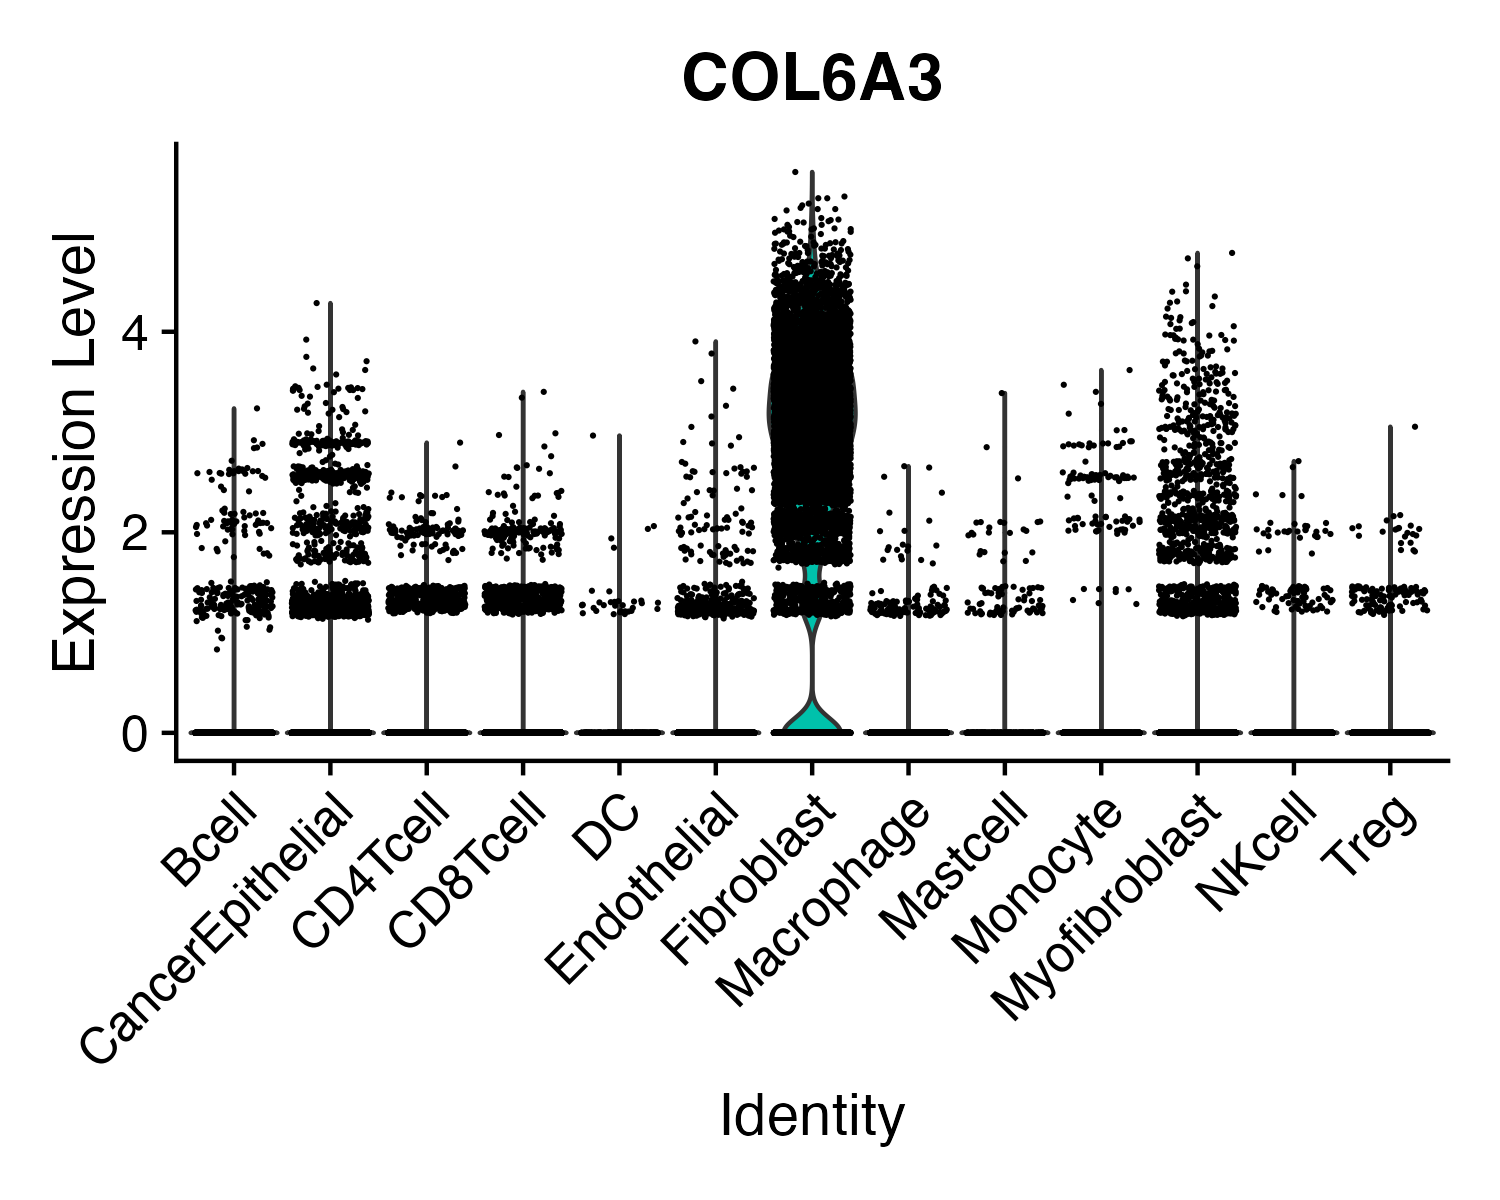 COL6A3
Expression Level
4
2
0
Bcell
CancerEpithelial
CD4Tcell
CD8Tcell
DC
Endothelial
Fibroblast
Macrophage
Mastcell
Monocyte
Myofibroblast
NKcell
Treg
Identity